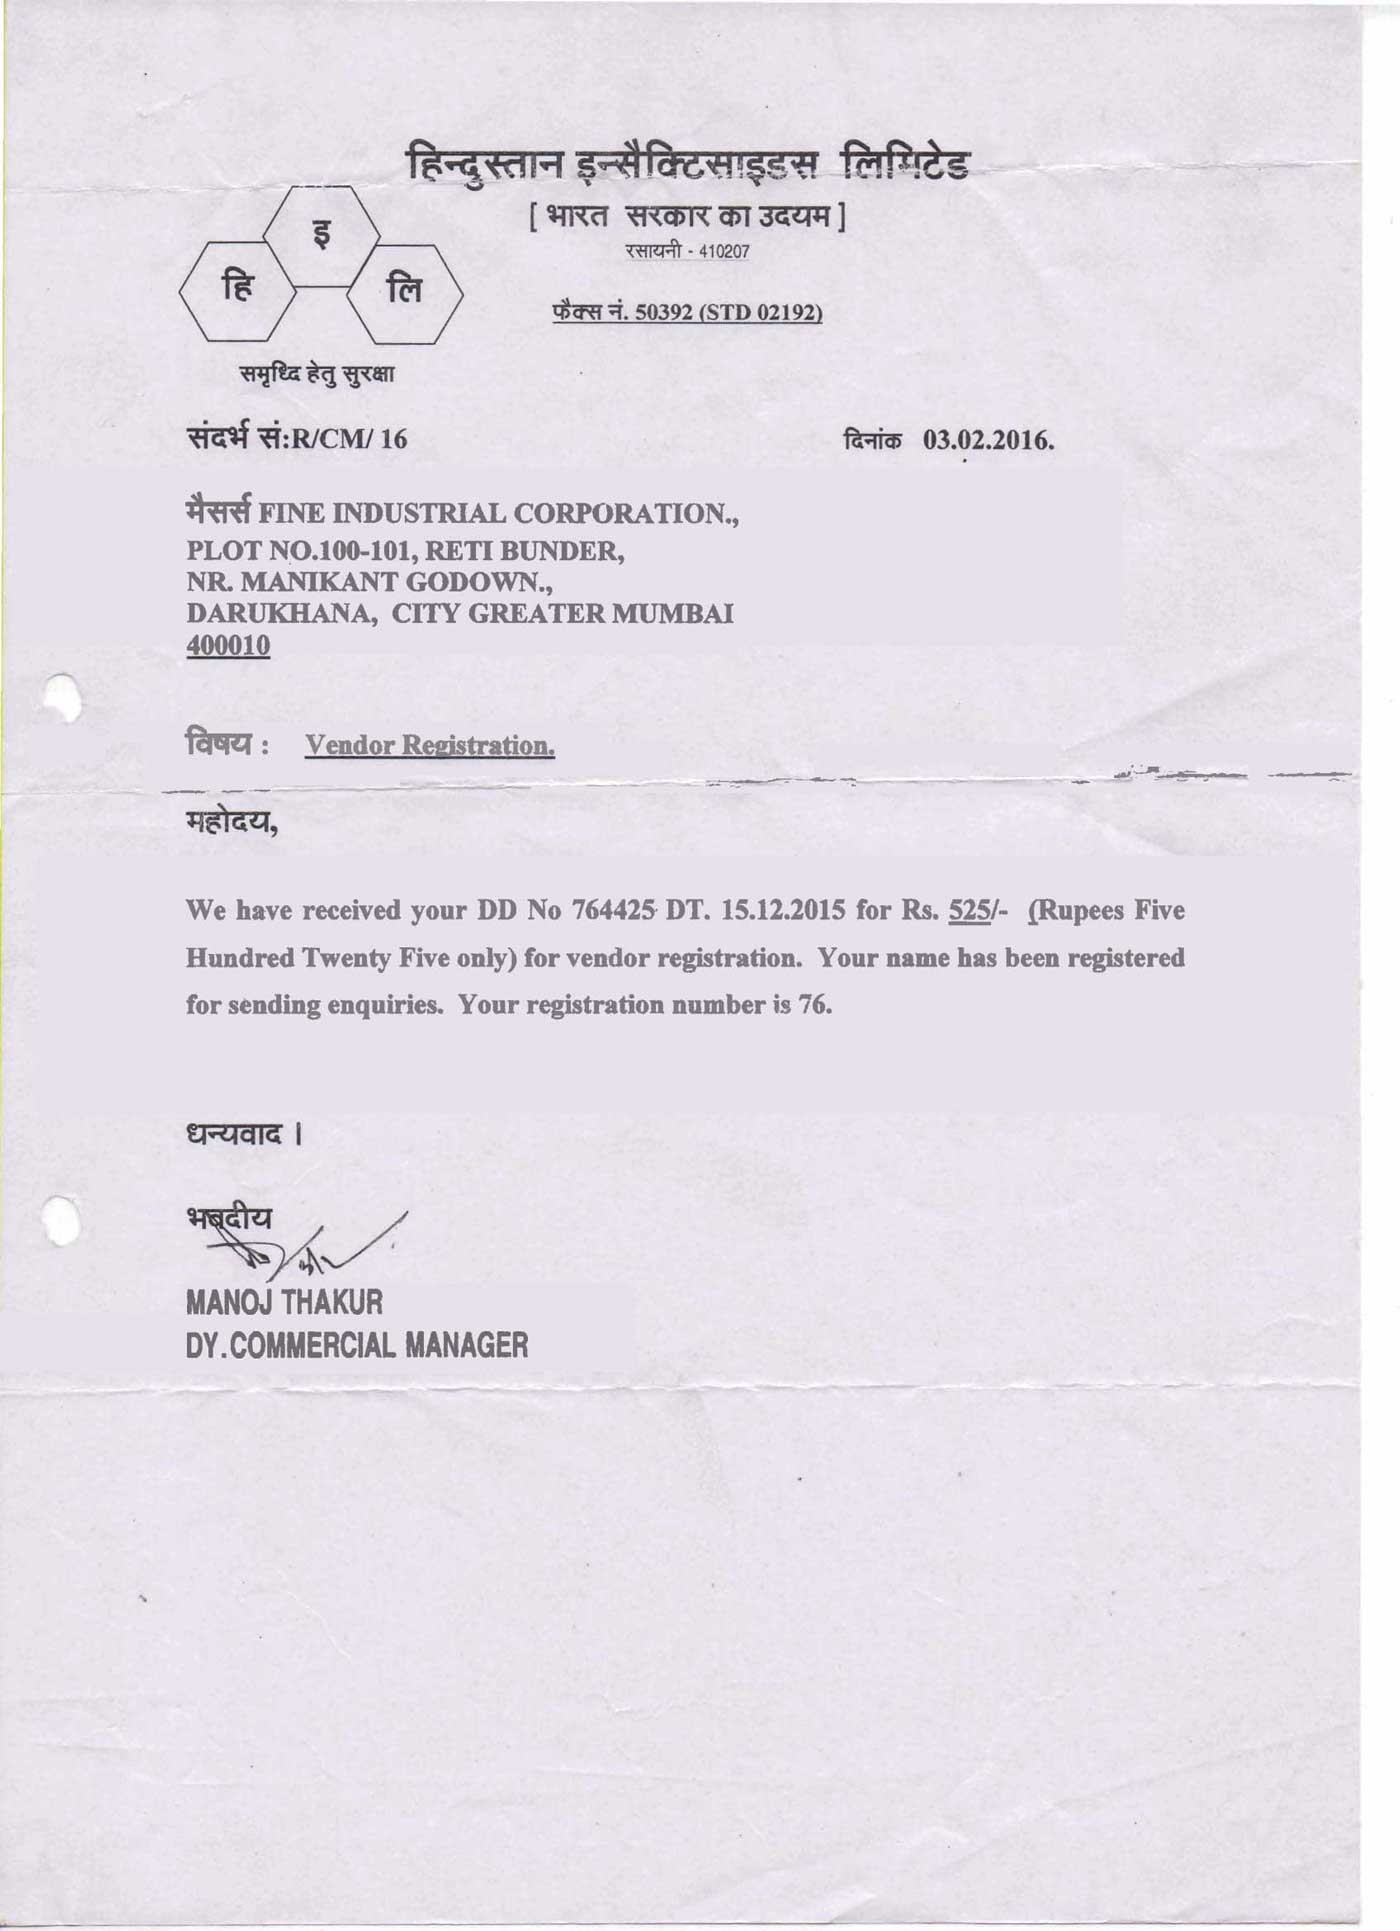 हिन्दुस्तान इन्सैक्टिसाइडस लिमिटेड
[ भारत सरकार का उदयम ]
रसायनी - 410207
इ
हि
लि
फैक्स नं. 50392 (STD 02192)
समृध्दि हेतु सुरक्षा
संदर्भ सं:R/CM/ 16 दिनांक 03.02.2016.
मैसर्स FINE INDUSTRIAL CORPORATION.,
PLOT NO.100-101, RETI BUNDER,
NR. MANIKANT GODOWN.,
DARUKHANA, CITY GREATER MUMBAI
400010
विषय : Vendor Registration.
महोदय,
We have received your DD No 764425 DT. 15.12.2015 for Rs. 525/- (Rupees Five
Hundred Twenty Five only) for vendor registration. Your name has been registered
for sending enquiries. Your registration number is 76.
धन्यवाद ।
भवदीय
MANOJ THAKUR
DY.COMMERCIAL MANAGER